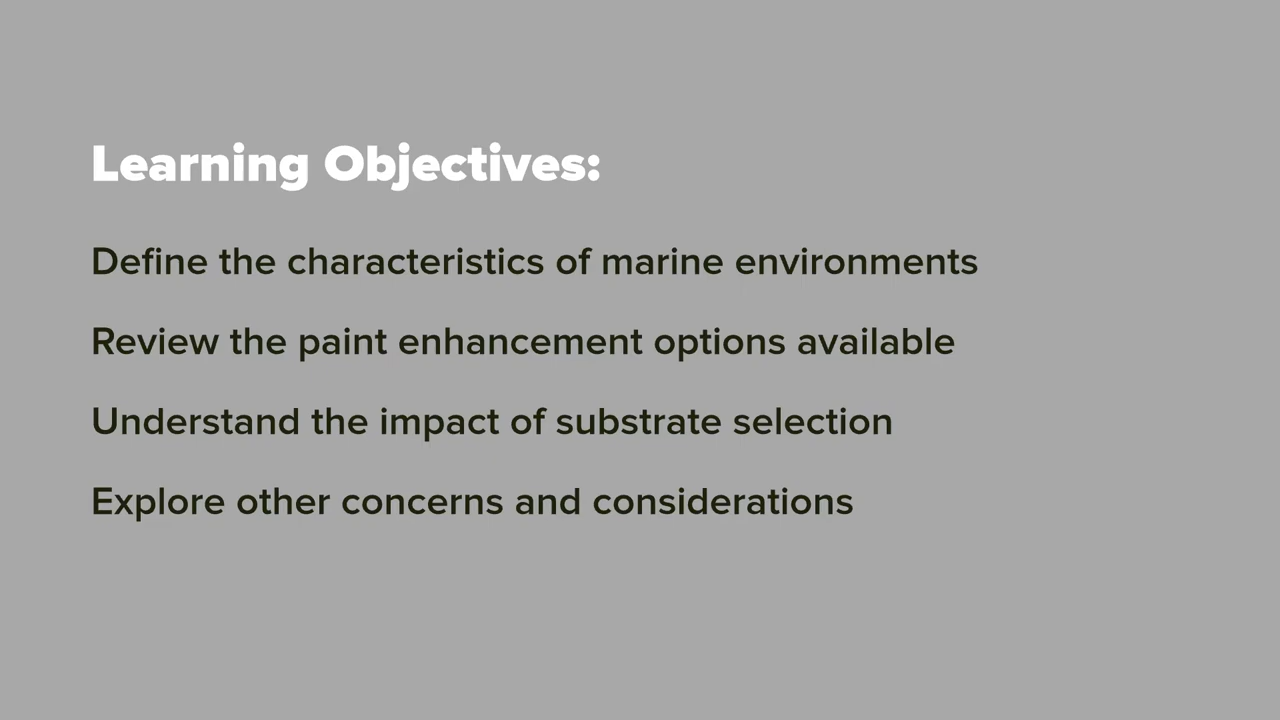 Learning Objectives:
Define the characteristics of marine environments
Review the paint enhancement options available
Understand the impact of substrate selection
Explore other concerns and considerations